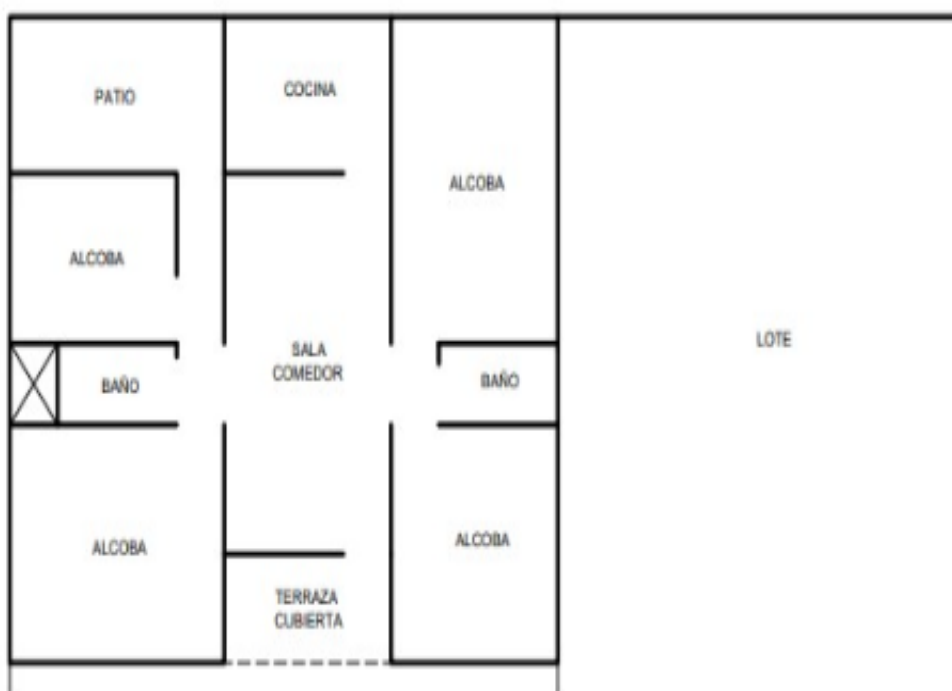 COCINA
PATIO
ALCOBA
ALCOBA
LOTE
SALA
COMEDOR
BAÑO
BAÑO
ALCOBA
ALCOBA
TERRAZA
CUBIERTA